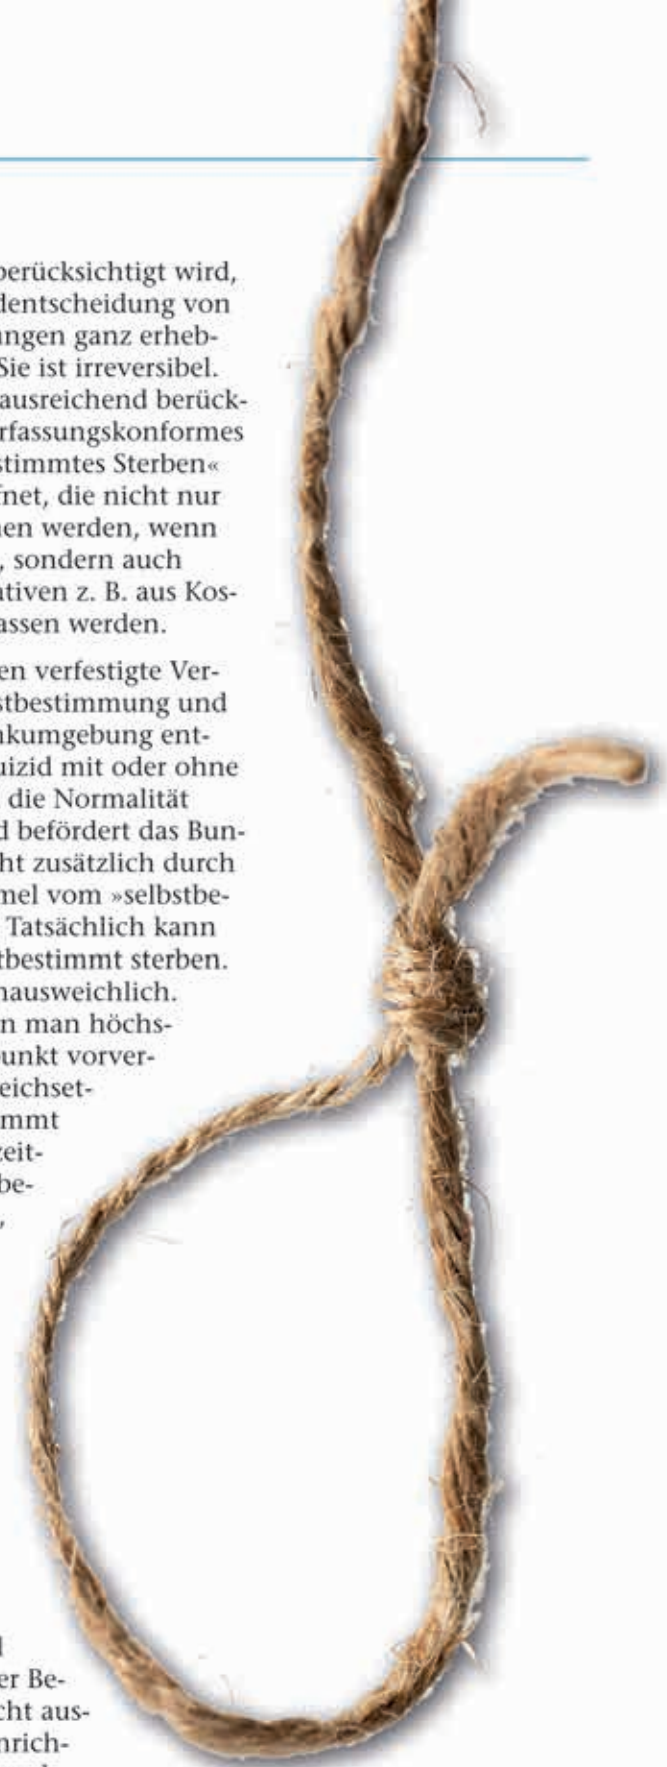 berücksichtigt wird,
dentscheidung von
ungen ganz erheb-
Sie ist irreversibel.
ausreichend berück-
rfassungskonformes
stimmtes Sterben«
fnet, die nicht nur
nen werden, wenn
, sondern auch
ativen z. B. aus Kos-
assen werden.
en verfestigte Ver-
stbestimmung und
nkumgebung ent-
uizid mit oder ohne
die Normalität
d befördert das Bun-
ht zusätzlich durch
mel vom »selbstbe-
Tatsächlich kann
tbestimmt sterben.
nausweichlich.
n man höchs-
punkt vorver-
eichset-
immt
zeit-
be-
,
l
er Be-
cht aus-
nrich-